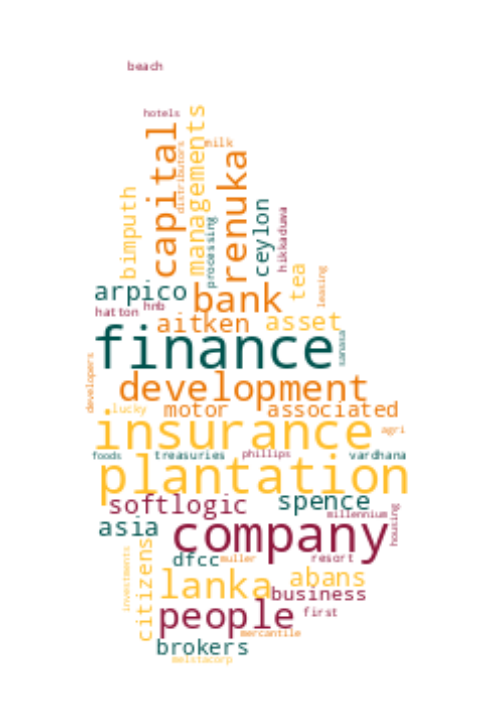 beach
hotels
capital
distributors
managements
milk
renuka
processing
bimputh
ceylon
hikkaduwa
tea
leasing
arpico
bank
hatton
hnb
aitken
asset
finance
sanasa
developers
development
lucky
motor
associated
insurance
agri
foods
treasuries
phillips
vardhana
plantation
softlogic
spence
millennium
housing
asia
company
citizens
dfcc
muller
resort
investments
lanka
abans
business
people
first
mercantile
brokers
melstacorp